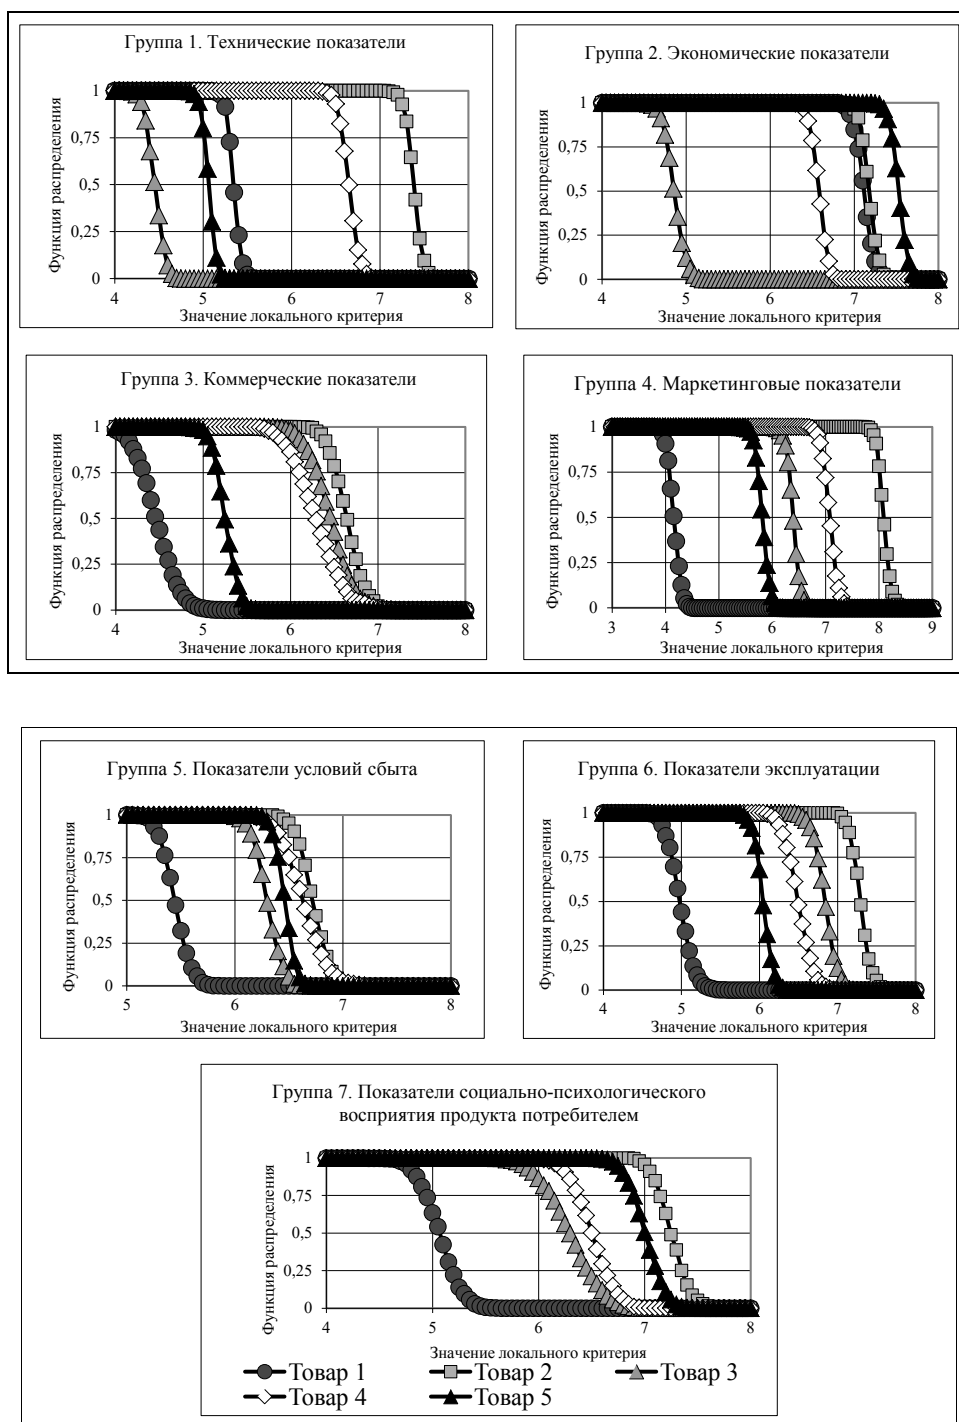 Группа 1. Технические показатели
Функция распределения
1
0,75
0,5
0,25
0
4 5 6 7 8
Значение локального критерия
Группа 2. Экономические показатели
Функция распределения
1
0,75
0,5
0,25
0
4 5 6 7 8
Значение локального критерия
Группа 3. Коммерческие показатели
Функция распределения
1
0,75
0,5
0,25
0
4 5 6 7 8
Значение локального критерия
Группа 4. Маркетинговые показатели
Функция распределения
1
0,75
0,5
0,25
0
3 4 5 6 7 8 9
Значение локального критерия
Группа 5. Показатели условий сбыта
Функция распределения
1
0,75
0,5
0,25
0
5 6 7 8
Значение локального критерия
Группа 6. Показатели эксплуатации
Функция распределения
1
0,75
0,5
0,25
0
4 5 6 7 8
Значение локального критерия
Группа 7. Показатели социально-психологического
восприятия продукта потребителем
Функция распределения
1
0,75
0,5
0,25
0
4 5 6 7 8
Значение локального критерия
Товар 1 Товар 2 Товар 3
Товар 4 Товар 5